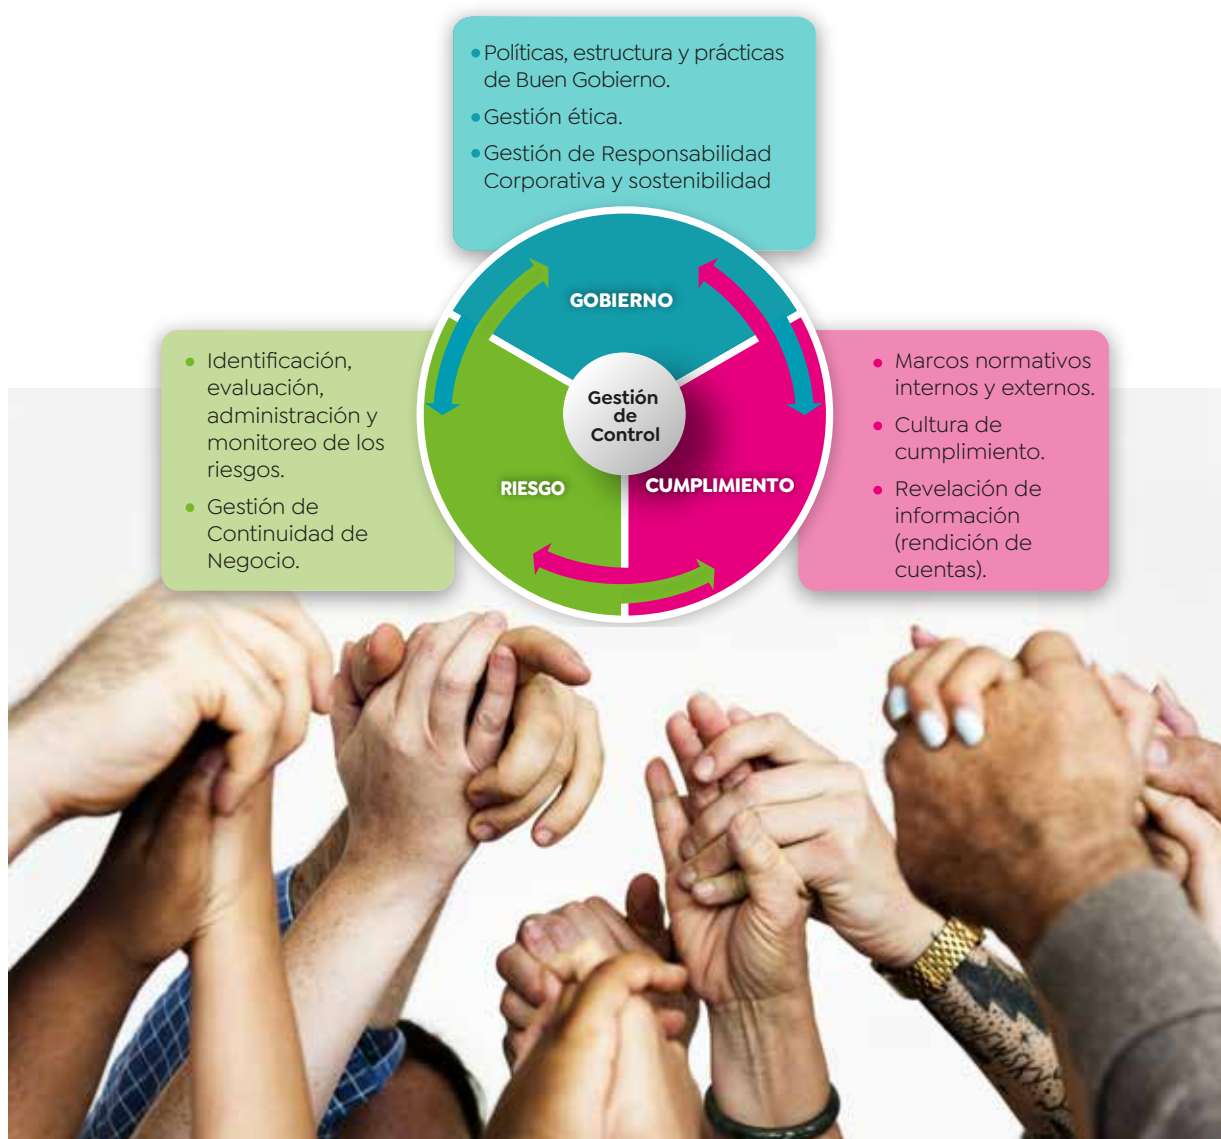 • Políticas, estructura y prácticas
de Buen Gobierno.
• Gestión ética.
• Gestión de Responsabilidad
Corporativa y sostenibilidad
GOBIERNO
• Identificación,
evaluación,
administración y
monitoreo de los
riesgos.
• Gestión de
Continuidad de
Negocio.
Gestión
de
Control
RIESGO
CUMPLIMIENTO
• Marcos normativos
internos y externos.
• Cultura de
cumplimiento.
• Revelación de
información
(rendición de
cuentas).